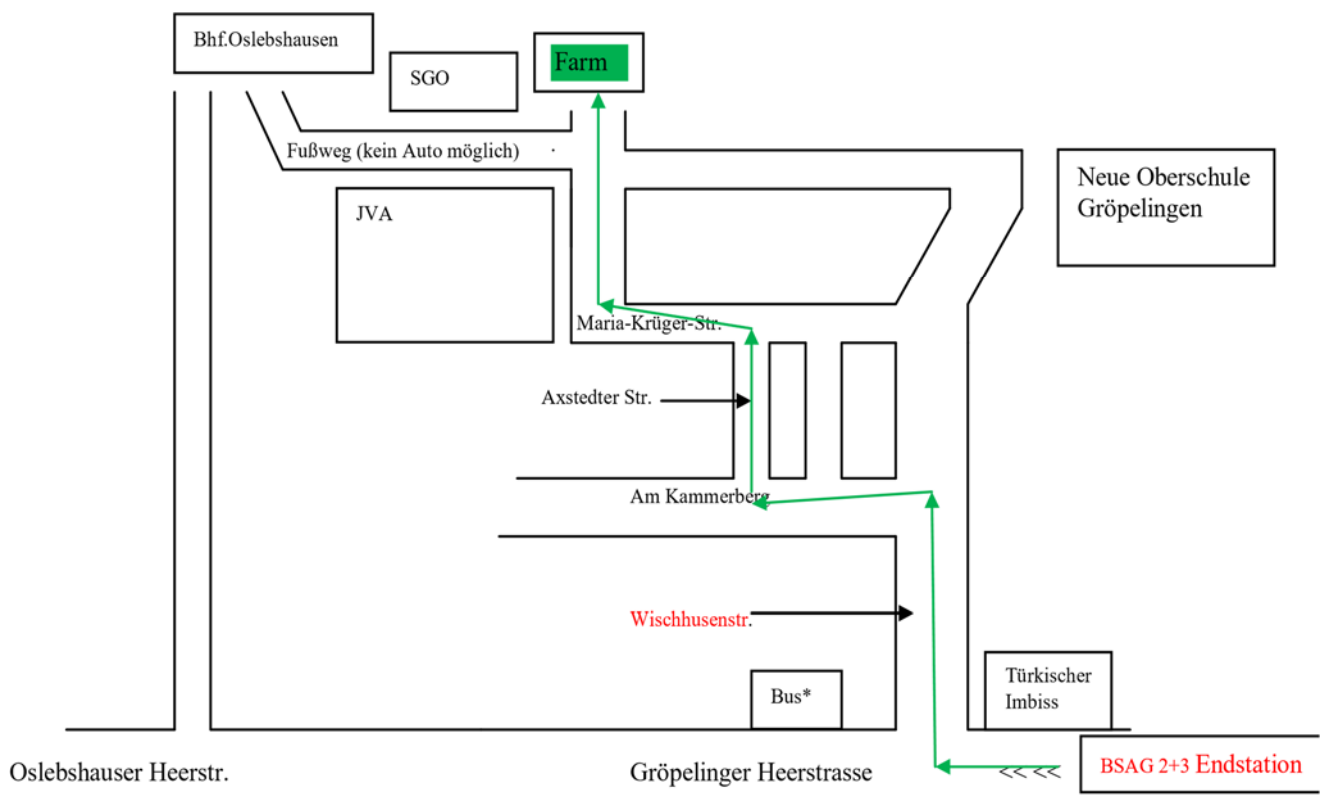 Bhf.Oslebshausen
SGO
Farm
Fußweg (kein Auto möglich)
JVA
Neue Oberschule
Gröpelingen
Maria-Krüger-Str.
Axstedter Str.
Am Kammerberg
Wischhusenstr.
Bus*
Türkischer
Imbiss
Oslebshauser Heerstr.
Gröpelinger Heerstrasse
<< <<
BSAG 2+3 Endstation